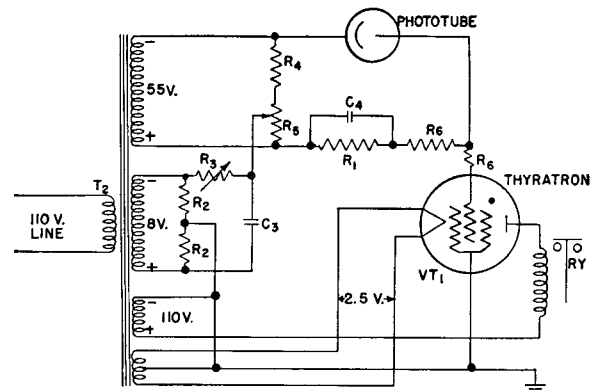 PHOTOTUBE
-
55V.
+
R4
R5
C4
R1
R6
R6
THYRATRON
T2
110 V.
LINE
-
8V.
+
R3
R2
R2
C3
VT1
RY
-
110V.
+
2.5 V.